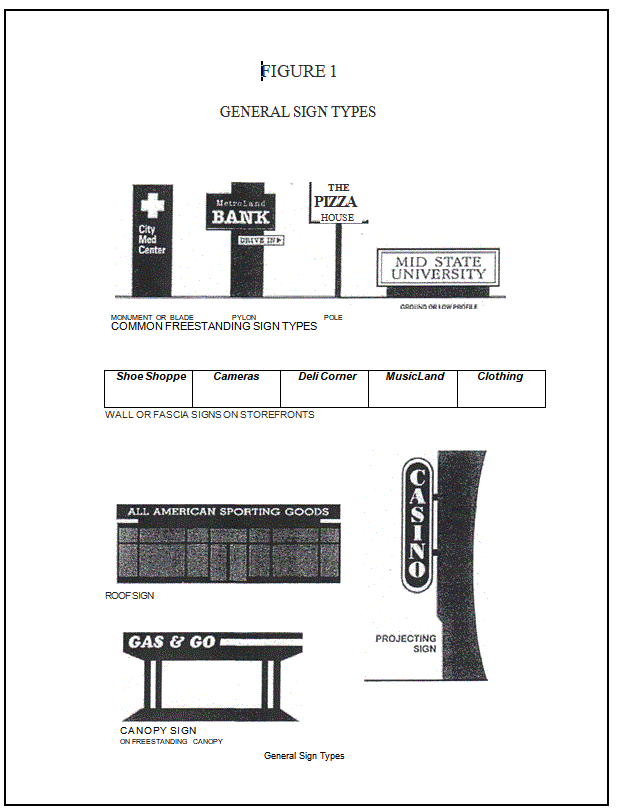 FIGURE 1
GENERAL SIGN TYPES
City
Med
Center
MetroLand
BANK
DRIVE IN
THE
PIZZA
HOUSE
MID STATE
UNIVERSITY
GROUND OR LOW PROFILE
MONUMENT OR BLADE PYLON POLE
COMMON FREESTANDING SIGN TYPES
Shoe Shoppe Cameras Deli Corner MusicLand Clothing
WALL OR FASCIA SIGNS ON STOREFRONTS
ALL AMERICAN SPORTING GOODS
ROOF SIGN
CASINO
PROJECTING
SIGN
GAS & GO
CANOPY SIGN
ON FREESTANDING CANOPY
General Sign Types